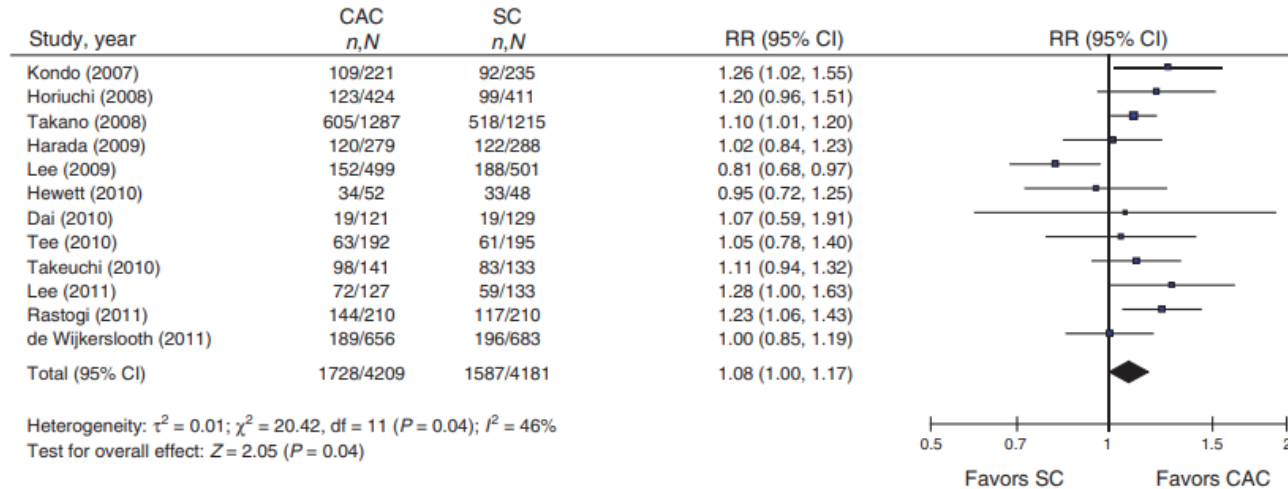 CAC SC
Study, year n,N n,N RR (95% CI) RR (95% CI)
Kondo (2007) 109/221 92/235 1.26 (1.02, 1.55)
Horiuchi (2008) 123/424 99/411 1.20 (0.96, 1.51)
Takano (2008) 605/1287 518/1215 1.10 (1.01, 1.20)
Harada (2009) 120/279 122/288 1.02 (0.84, 1.23)
Lee (2009) 152/499 188/501 0.81 (0.68, 0.97)
Hewett (2010) 34/52 33/48 0.95 (0.72, 1.25)
Dai (2010) 19/121 19/129 1.07 (0.59, 1.91)
Tee (2010) 63/192 61/195 1.05 (0.78, 1.40)
Takeuchi (2010) 98/141 83/133 1.11 (0.94, 1.32)
Lee (2011) 72/127 59/133 1.28 (1.00, 1.63)
Rastogi (2011) 144/210 117/210 1.23 (1.06, 1.43)
de Wijkerslooth (2011) 189/656 196/683 1.00 (0.85, 1.19)
Total (95% CI) 1728/4209 1587/4181 1.08 (1.00, 1.17)
Heterogeneity: τ² = 0.01; χ² = 20.42, df = 11 (P = 0.04); I² = 46%
Test for overall effect: Z = 2.05 (P = 0.04)
0.5 0.7 1 1.5 2
Favors SC Favors CAC